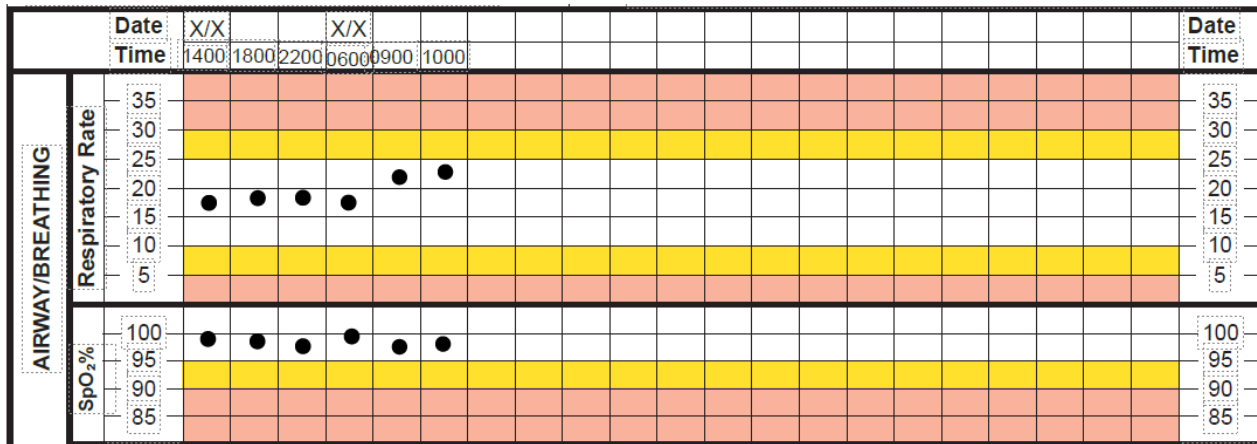 Date X/X X/X Date
Time 1400 1800 2200 0600 0900 1000 Time
AIRWAY/BREATHING
Respiratory Rate
35 35
30 30
25 25
20 20
15 15
10 10
5 5
SpO₂%
100 100
95 95
90 90
85 85